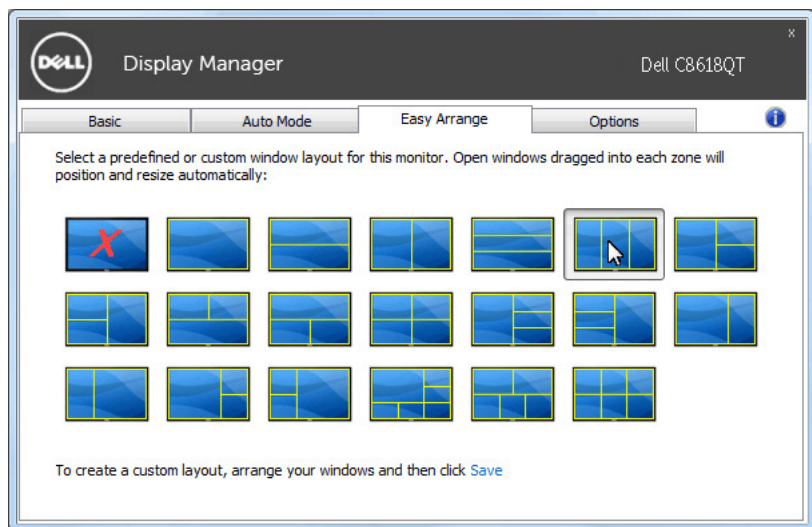 x
DELL
Display Manager
Dell C8618QT
Basic
Auto Mode
Easy Arrange
Options
i
Select a predefined or custom window layout for this monitor. Open windows dragged into each zone will
position and resize automatically:
X
To create a custom layout, arrange your windows and then click Save